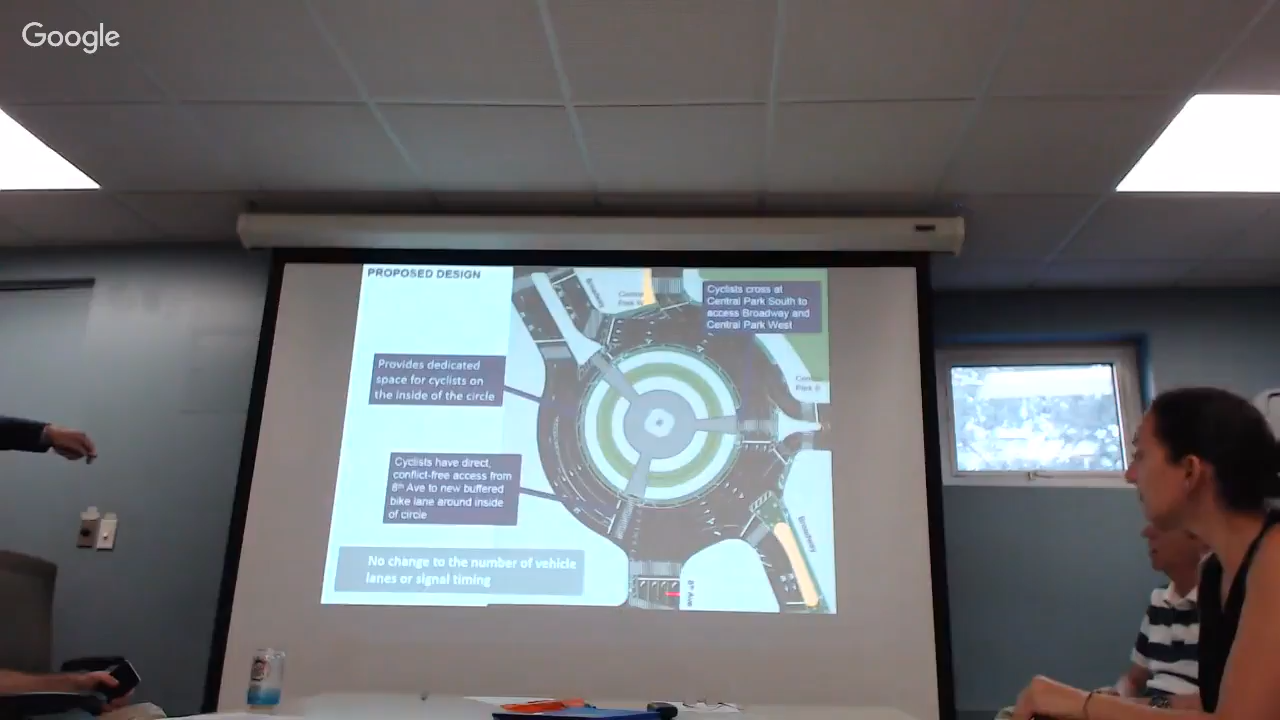 Google
PROPOSED DESIGN
Cyclists cross at
Central Park South to
access Broadway and
Central Park West
Provides dedicated
space for cyclists on
the inside of the circle
Cyclists have direct,
conflict-free access from
8th Ave to new buffered
bike lane around inside
of circle
No change to the number of vehicle
lanes or signal timing
Broadway
Central
Park
Broadway
8th Ave